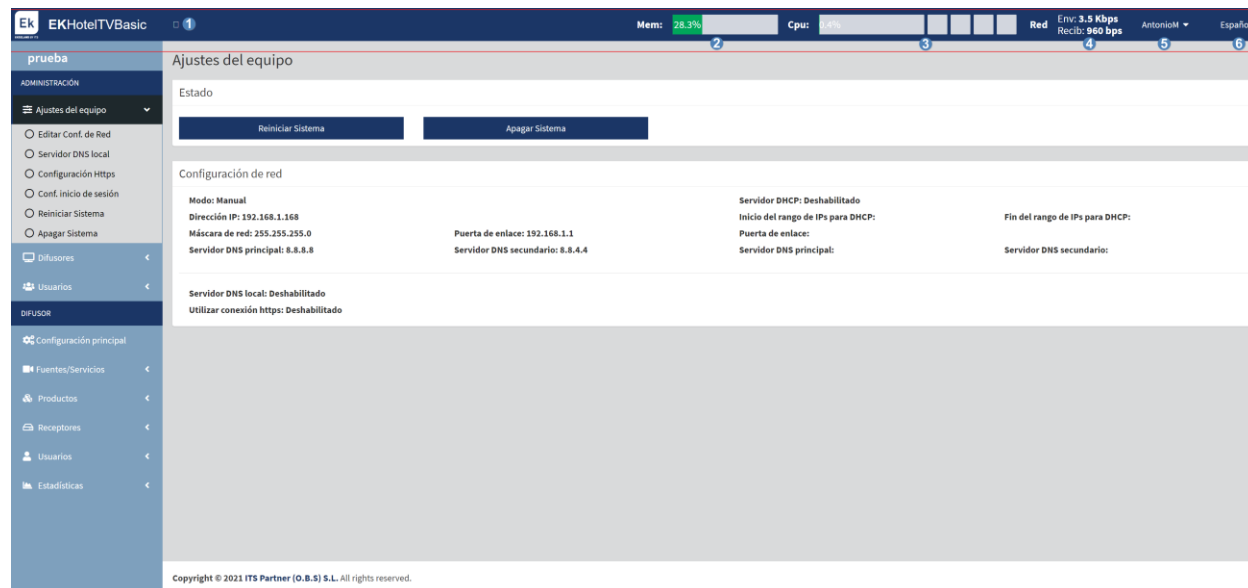 Ek EKHotelTVBasic 1 Mem: 28.3% Cpu: 0.4% Red Env: 3.5 Kbps AntonioM Españo
Recib: 960 bps
2 3 4 5 6
prueba
ADMINISTRACIÓN
Ajustes del equipo
Editar Conf. de Red
Servidor DNS local
Configuración Https
Conf. inicio de sesión
Reiniciar Sistema
Apagar Sistema
Difusores
Usuarios
DIFUSOR
Configuración principal
Fuentes/Servicios
Productos
Receptores
Usuarios
Estadísticas
Ajustes del equipo
Estado
Reiniciar Sistema Apagar Sistema
Configuración de red
Modo: Manual Servidor DHCP: Deshabilitado
Dirección IP: 192.168.1.168 Inicio del rango de IPs para DHCP: Fin del rango de IPs para DHCP:
Máscara de red: 255.255.255.0 Puerta de enlace: 192.168.1.1 Puerta de enlace:
Servidor DNS principal: 8.8.8.8 Servidor DNS secundario: 8.8.4.4 Servidor DNS principal: Servidor DNS secundario:
Servidor DNS local: Deshabilitado
Utilizar conexión https: Deshabilitado
Copyright © 2021 ITS Partner (O.B.S) S.L. All rights reserved.